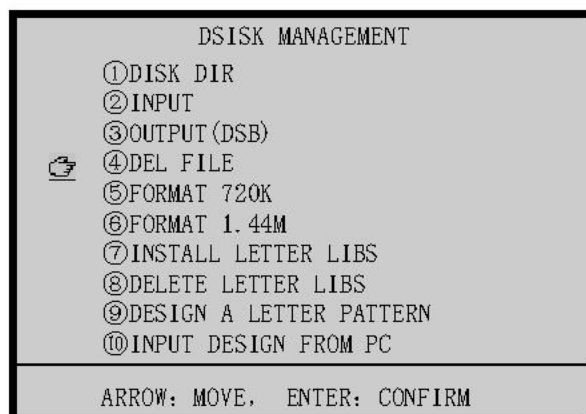 DSISK MANAGEMENT
①DISK DIR
②INPUT
③OUTPUT(DSB)
④DEL FILE
⑤FORMAT 720K
⑥FORMAT 1.44M
⑦INSTALL LETTER LIBS
⑧DELETE LETTER LIBS
⑨DESIGN A LETTER PATTERN
⑩INPUT DESIGN FROM PC
ARROW: MOVE, ENTER: CONFIRM